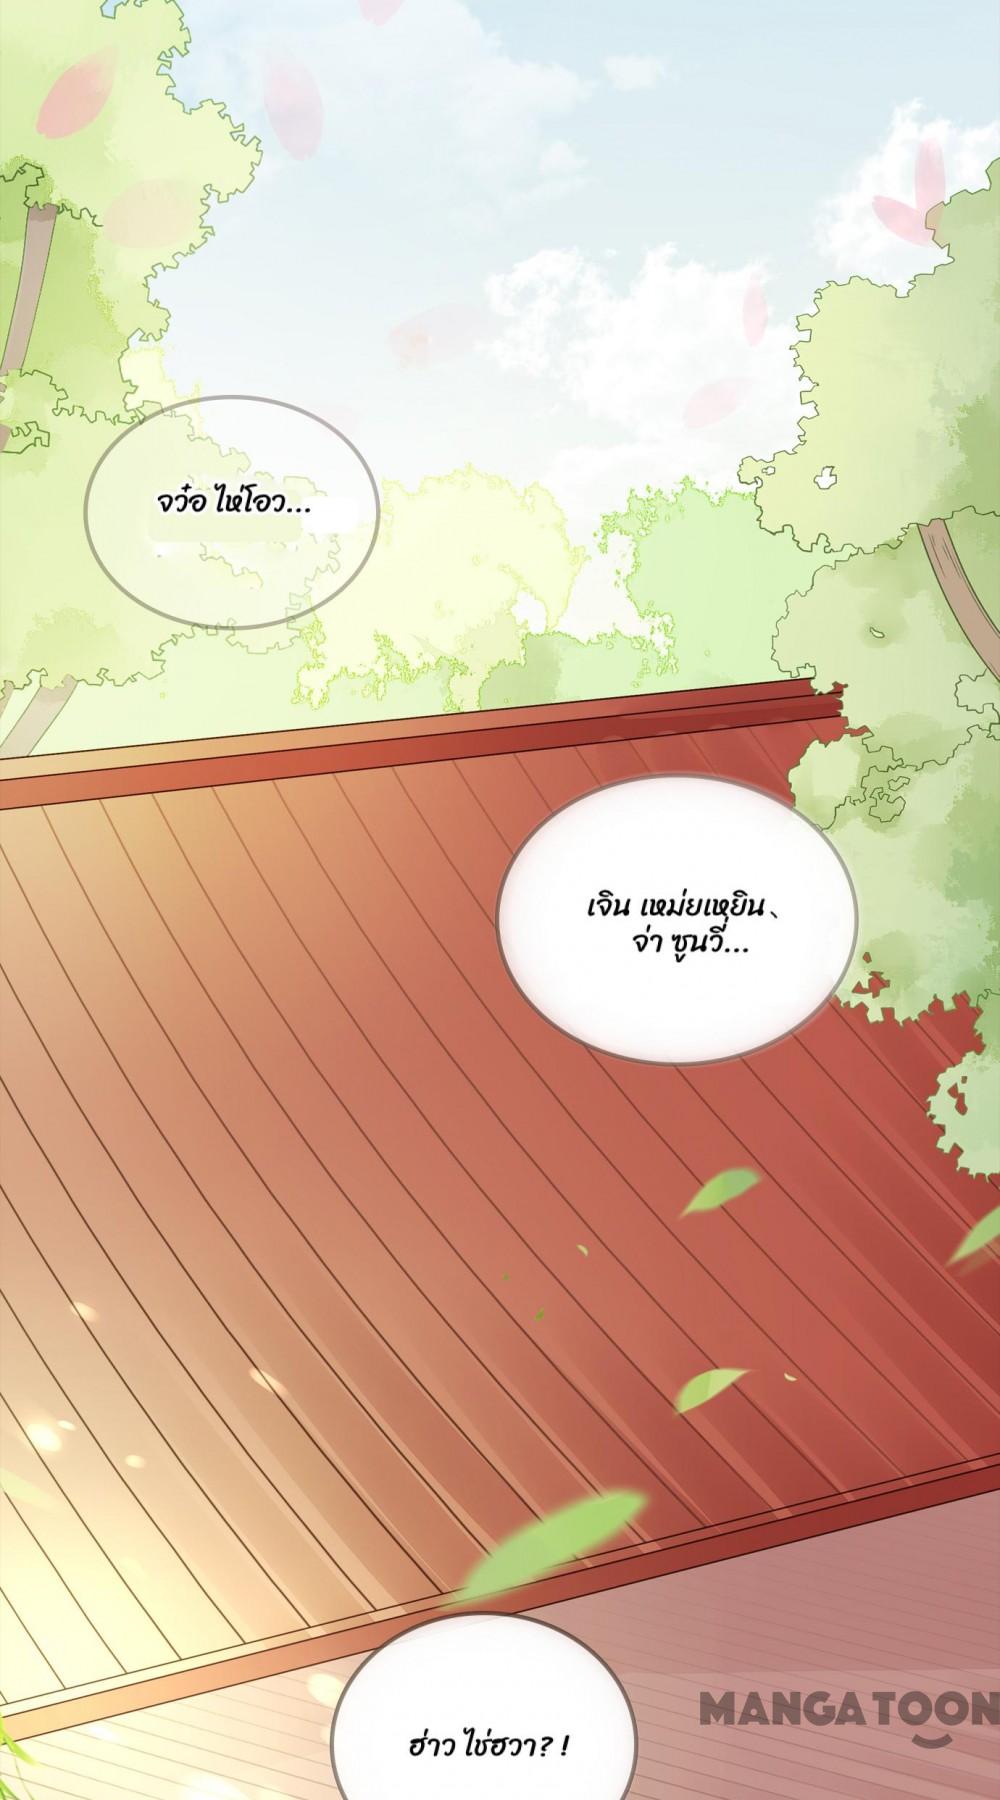 จว๋อ ไห่โอว...
เจิน เหม่ยเหยิน、
จ่า ซูนวี่...
ฮ่าว ไช่ฮวา?!
MANGATOON